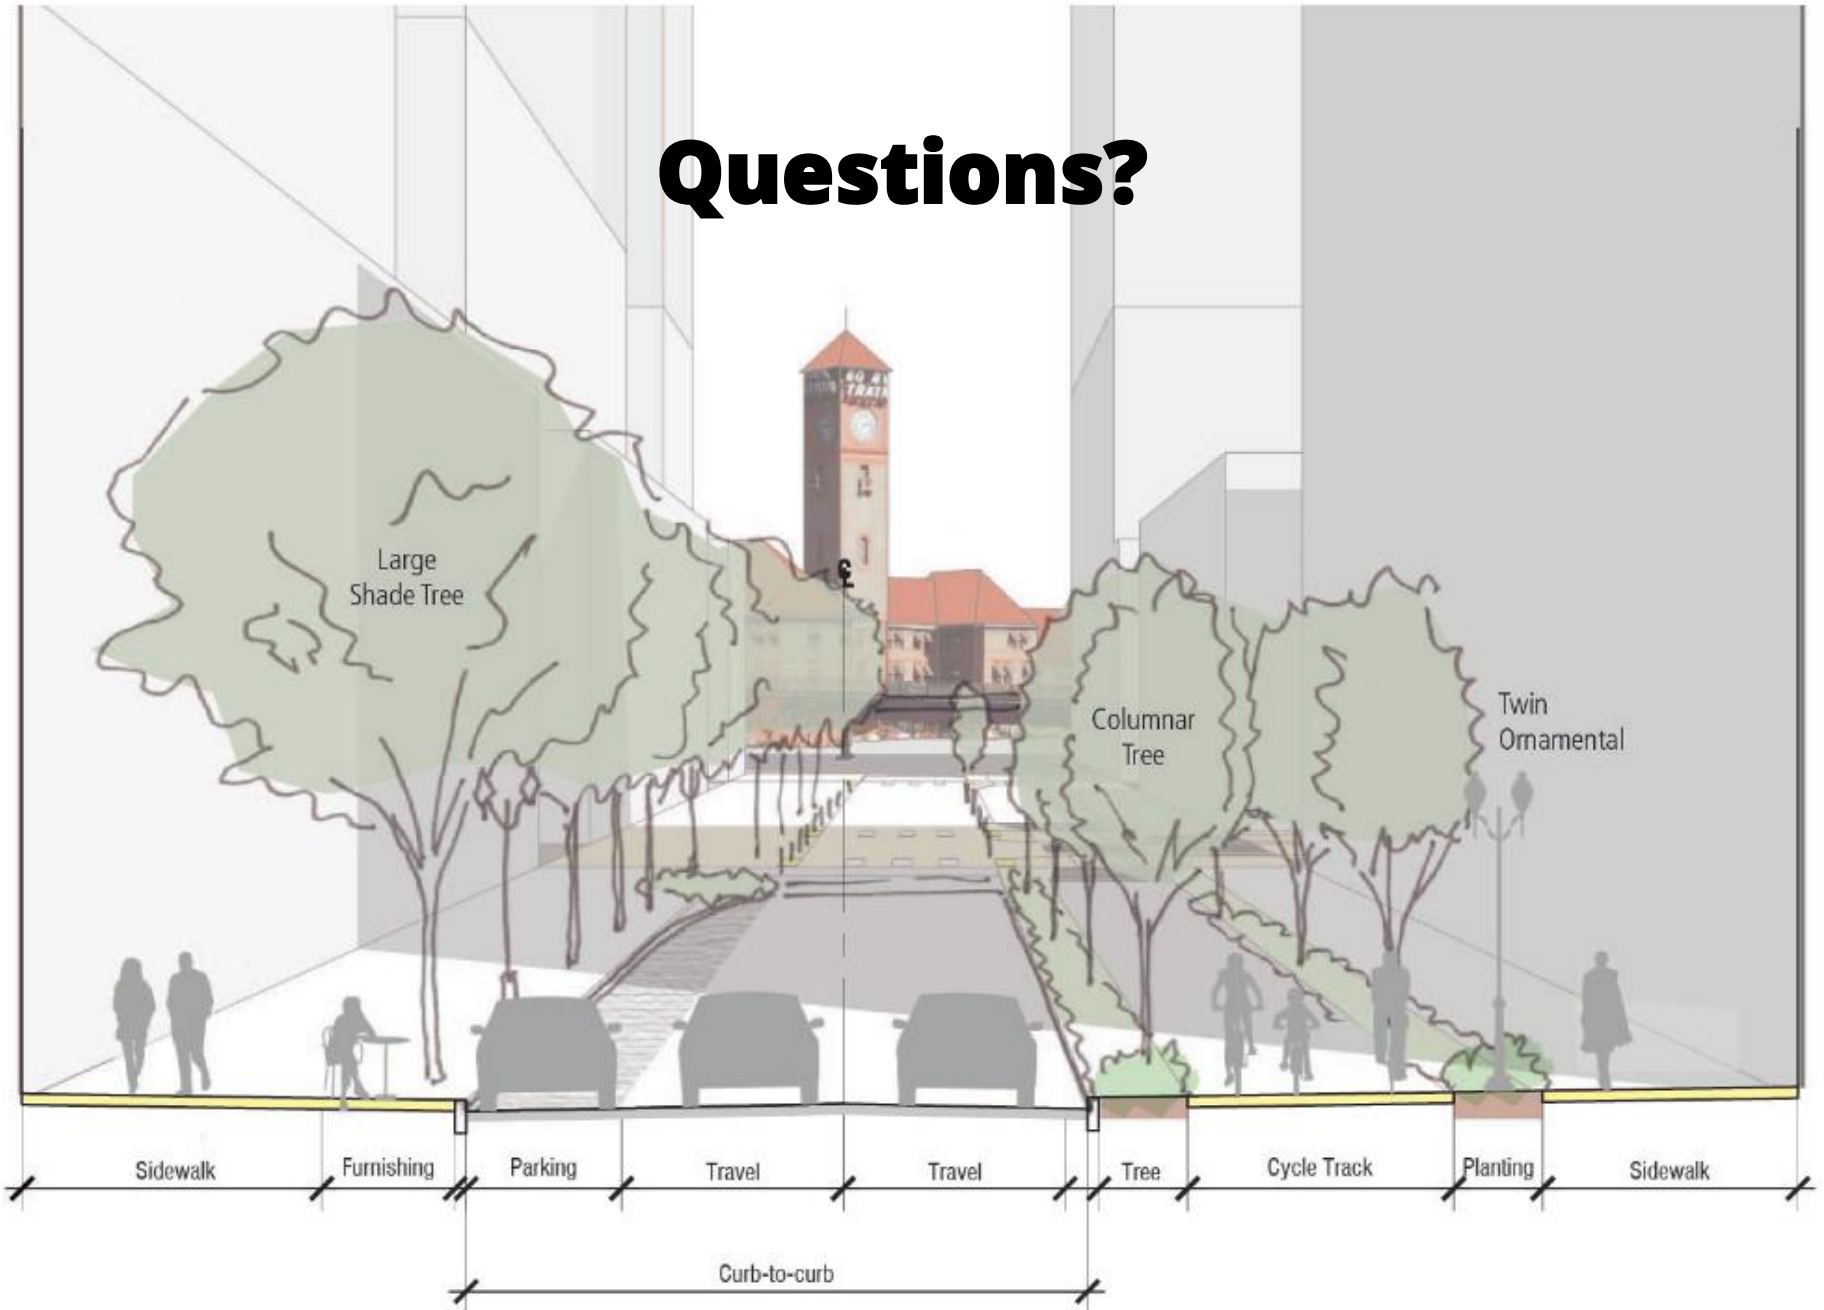 Questions?
Large
Shade Tree
℄
Columnar
Tree
Twin
Ornamental
Sidewalk
Furnishing
Parking
Travel
Travel
Tree
Cycle Track
Planting
Sidewalk
Curb-to-curb